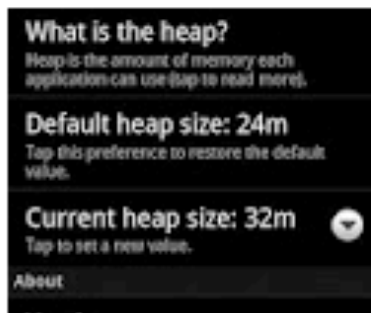 What is the heap?
Heap is the amount of memory each
application can use (tap to read more).
Default heap size: 24m
Tap this preference to restore the default
value.
Current heap size: 32m
Tap to set a new value.
About